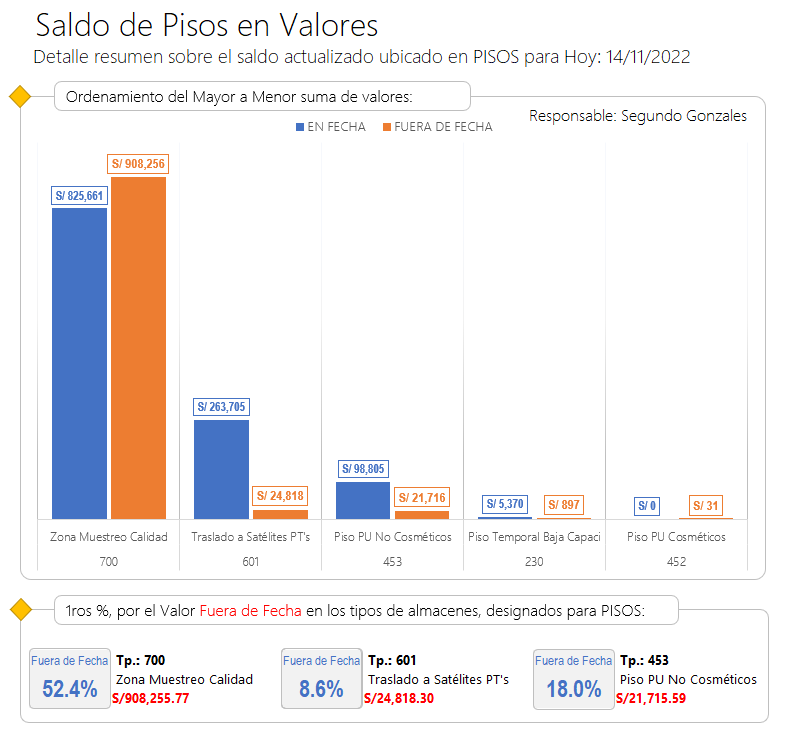 Saldo de Pisos en Valores
Detalle resumen sobre el saldo actualizado ubicado en PISOS para Hoy: 14/11/2022
Ordenamiento del Mayor a Menor suma de valores:
Responsable: Segundo Gonzales
EN FECHA FUERA DE FECHA
S/ 908,256
S/ 825,661
S/ 263,705
S/ 24,818
S/ 98,805
S/ 21,716
S/ 5,370
S/ 897
S/ 0
S/ 31
Zona Muestreo Calidad Traslado a Satélites PT's Piso PU No Cosméticos Piso Temporal Baja Capaci Piso PU Cosméticos
700 601 453 230 452
1ros %, por el Valor Fuera de Fecha en los tipos de almacenes, designados para PISOS:
Fuera de Fecha
52.4%
Tp.: 700
Zona Muestreo Calidad
S/908,255.77
Fuera de Fecha
8.6%
Tp.: 601
Traslado a Satélites PT's
S/24,818.30
Fuera de Fecha
18.0%
Tp.: 453
Piso PU No Cosméticos
S/21,715.59